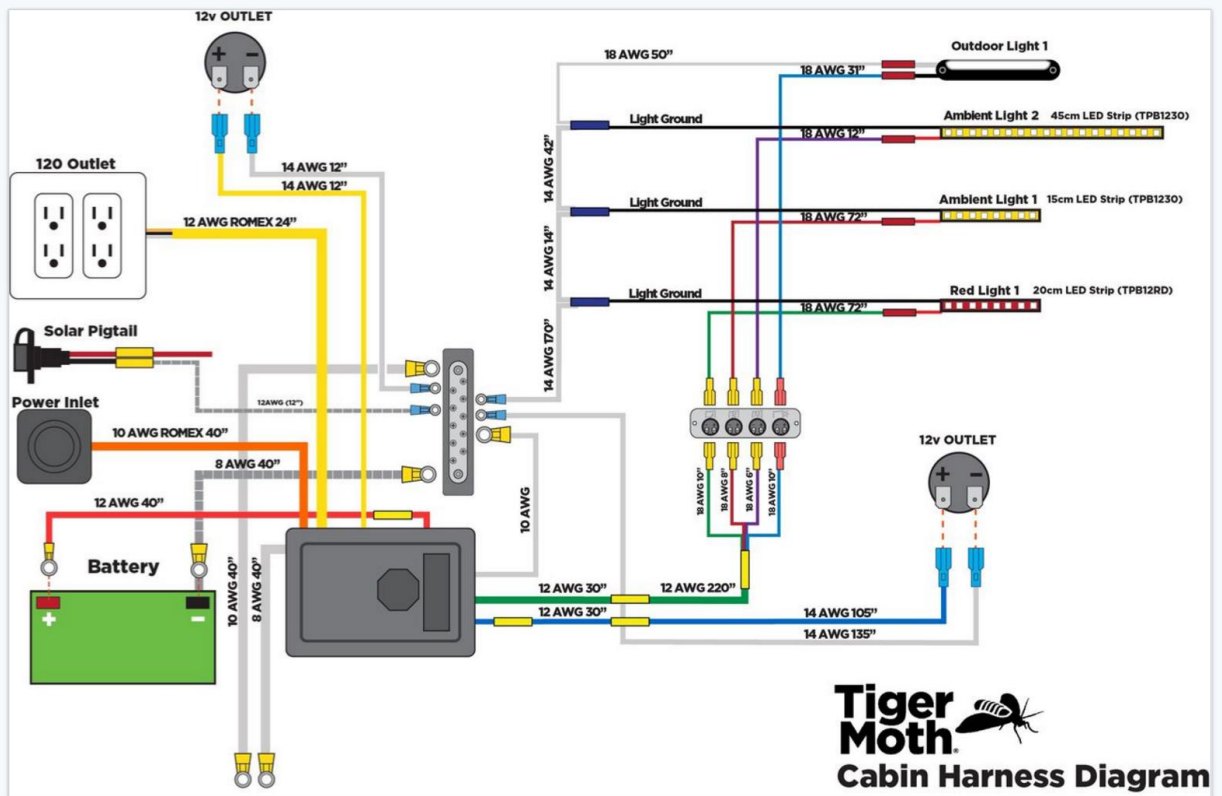 12v OUTLET
120 Outlet
14 AWG 12”
14 AWG 12”
12 AWG ROMEX 24”
Solar Pigtail
Power Inlet
12AWG (12”)
10 AWG ROMEX 40”
8 AWG 40”
12 AWG 40”
Battery
+
−
10 AWG 40”
8 AWG 40”
10 AWG
18 AWG 50”
Outdoor Light 1
18 AWG 31”
Light Ground
Ambient Light 2 45cm LED Strip (TPB1230)
18 AWG 12”
14 AWG 42”
Light Ground
Ambient Light 1 15cm LED Strip (TPB1230)
18 AWG 72”
14 AWG 14”
Light Ground
Red Light 1 20cm LED Strip (TPB12RD)
18 AWG 72”
14 AWG 170”
18 AWG 10”
18 AWG 8”
18 AWG 6”
18 AWG 10”
12v OUTLET
+ −
12 AWG 30”
12 AWG 220”
12 AWG 30”
14 AWG 105”
14 AWG 135”
Tiger
Moth
Cabin Harness Diagram